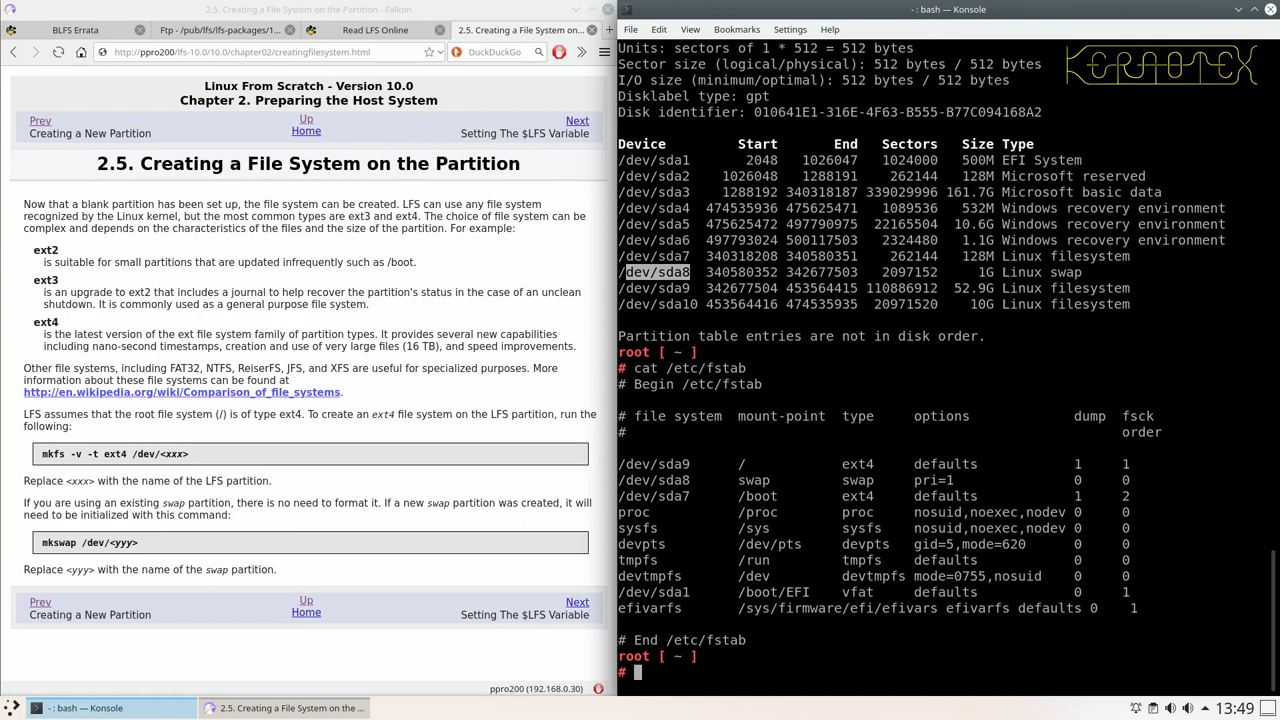 2.5. Creating a File System on the Partition - Falkon
BLFS Errata
Ftp - /pub/lfs/lfs-packages/1...
Read LFS Online
2.5. Creating a File System on...
http://ppro200/lfs-10.0/10.0/chapter02/creatingfilesystem.html
DuckDuckGo
Linux From Scratch - Version 10.0
Chapter 2. Preparing the Host System
Prev
Up
Next
Creating a New Partition
Home
Setting The $LFS Variable
2.5. Creating a File System on the Partition
Now that a blank partition has been set up, the file system can be created. LFS can use any file system
recognized by the Linux kernel, but the most common types are ext3 and ext4. The choice of file system can be
complex and depends on the characteristics of the files and the size of the partition. For example:
ext2
is suitable for small partitions that are updated infrequently such as /boot.
ext3
is an upgrade to ext2 that includes a journal to help recover the partition's status in the case of an unclean
shutdown. It is commonly used as a general purpose file system.
ext4
is the latest version of the ext file system family of partition types. It provides several new capabilities
including nano-second timestamps, creation and use of very large files (16 TB), and speed improvements.
Other file systems, including FAT32, NTFS, ReiserFS, JFS, and XFS are useful for specialized purposes. More
information about these file systems can be found at
http://en.wikipedia.org/wiki/Comparison_of_file_systems.
LFS assumes that the root file system (/) is of type ext4. To create an ext4 file system on the LFS partition, run the
following:
mkfs -v -t ext4 /dev/<xxx>
Replace <xxx> with the name of the LFS partition.
If you are using an existing swap partition, there is no need to format it. If a new swap partition was created, it will
need to be initialized with this command:
mkswap /dev/<yyy>
Replace <yyy> with the name of the swap partition.
Prev
Up
Next
Creating a New Partition
Home
Setting The $LFS Variable
ppro200 (192.168.0.30)
- : bash — Konsole
File Edit View Bookmarks Settings Help
KERAOTEX
Units: sectors of 1 * 512 = 512 bytes
Sector size (logical/physical): 512 bytes / 512 bytes
I/O size (minimum/optimal): 512 bytes / 512 bytes
Disklabel type: gpt
Disk identifier: 010641E1-316E-4F63-B555-B77C094168A2
Device Start End Sectors Size Type
/dev/sda1 2048 1026047 1024000 500M EFI System
/dev/sda2 1026048 1288191 262144 128M Microsoft reserved
/dev/sda3 1288192 340318187 339029996 161.7G Microsoft basic data
/dev/sda4 474535936 475625471 1089536 532M Windows recovery environment
/dev/sda5 475625472 497790975 22165504 10.6G Windows recovery environment
/dev/sda6 497793024 500117503 2324480 1.1G Windows recovery environment
/dev/sda7 340318208 340580351 262144 128M Linux filesystem
/dev/sda8 340580352 342677503 2097152 1G Linux swap
/dev/sda9 342677504 453564415 110886912 52.9G Linux filesystem
/dev/sda10 453564416 474535935 20971520 10G Linux filesystem
Partition table entries are not in disk order.
root [ ~ ]
# cat /etc/fstab
# Begin /etc/fstab
# file system mount-point type options dump fsck
# order
/dev/sda9 / ext4 defaults 1 1
/dev/sda8 swap swap pri=1 0 0
/dev/sda7 /boot ext4 defaults 1 2
proc /proc proc nosuid,noexec,nodev 0 0
sysfs /sys sysfs nosuid,noexec,nodev 0 0
devpts /dev/pts devpts gid=5,mode=620 0 0
tmpfs /run tmpfs defaults 0 0
devtmpfs /dev devtmpfs mode=0755,nosuid 0 0
/dev/sda1 /boot/EFI vfat defaults 0 1
efivarfs /sys/firmware/efi/efivars efivarfs defaults 0 1
# End /etc/fstab
root [ ~ ]
#
- : bash — Konsole
2.5. Creating a File System on the ...
13:49